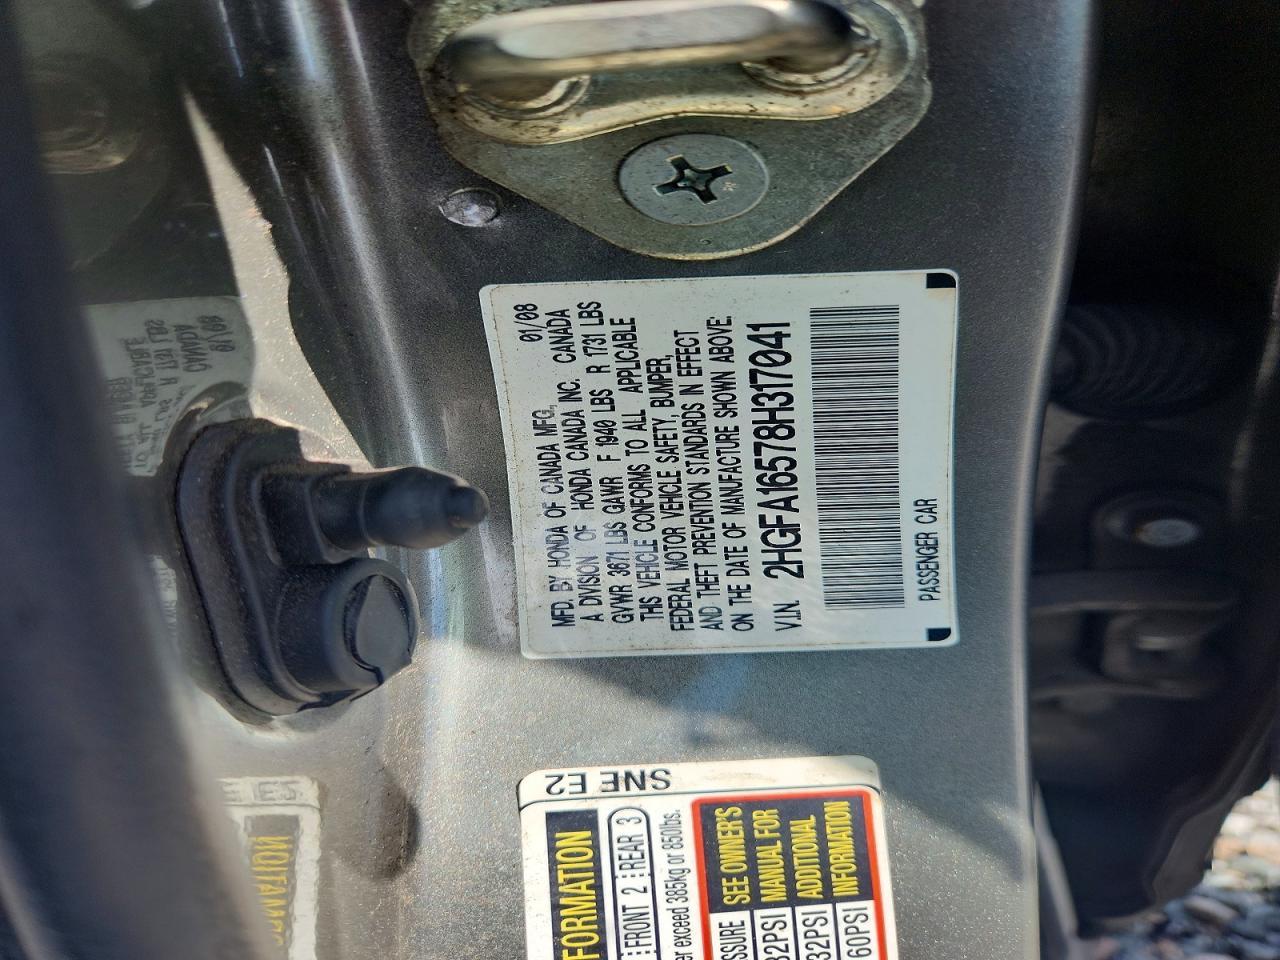 MFD. BY HONDA OF CANADA MFG., 01/08
A DIVISION OF HONDA CANADA INC. CANADA
GVWR 3671 LBS GAWR F 1940 LBS R 1731 LBS
THIS VEHICLE CONFORMS TO ALL APPLICABLE
FEDERAL MOTOR VEHICLE SAFETY, BUMPER,
AND THEFT PREVENTION STANDARDS IN EFFECT
ON THE DATE OF MANUFACTURE SHOWN ABOVE.
V.I.N. 2HGFA16578H317041
PASSENGER CAR
SNE E2
FORMATION
FRONT 2 REAR 3
exceed 385kg or 850lbs.
SEE OWNER'S
MANUAL FOR
ADDITIONAL
INFORMATION
32PSI
32PSI
60PSI